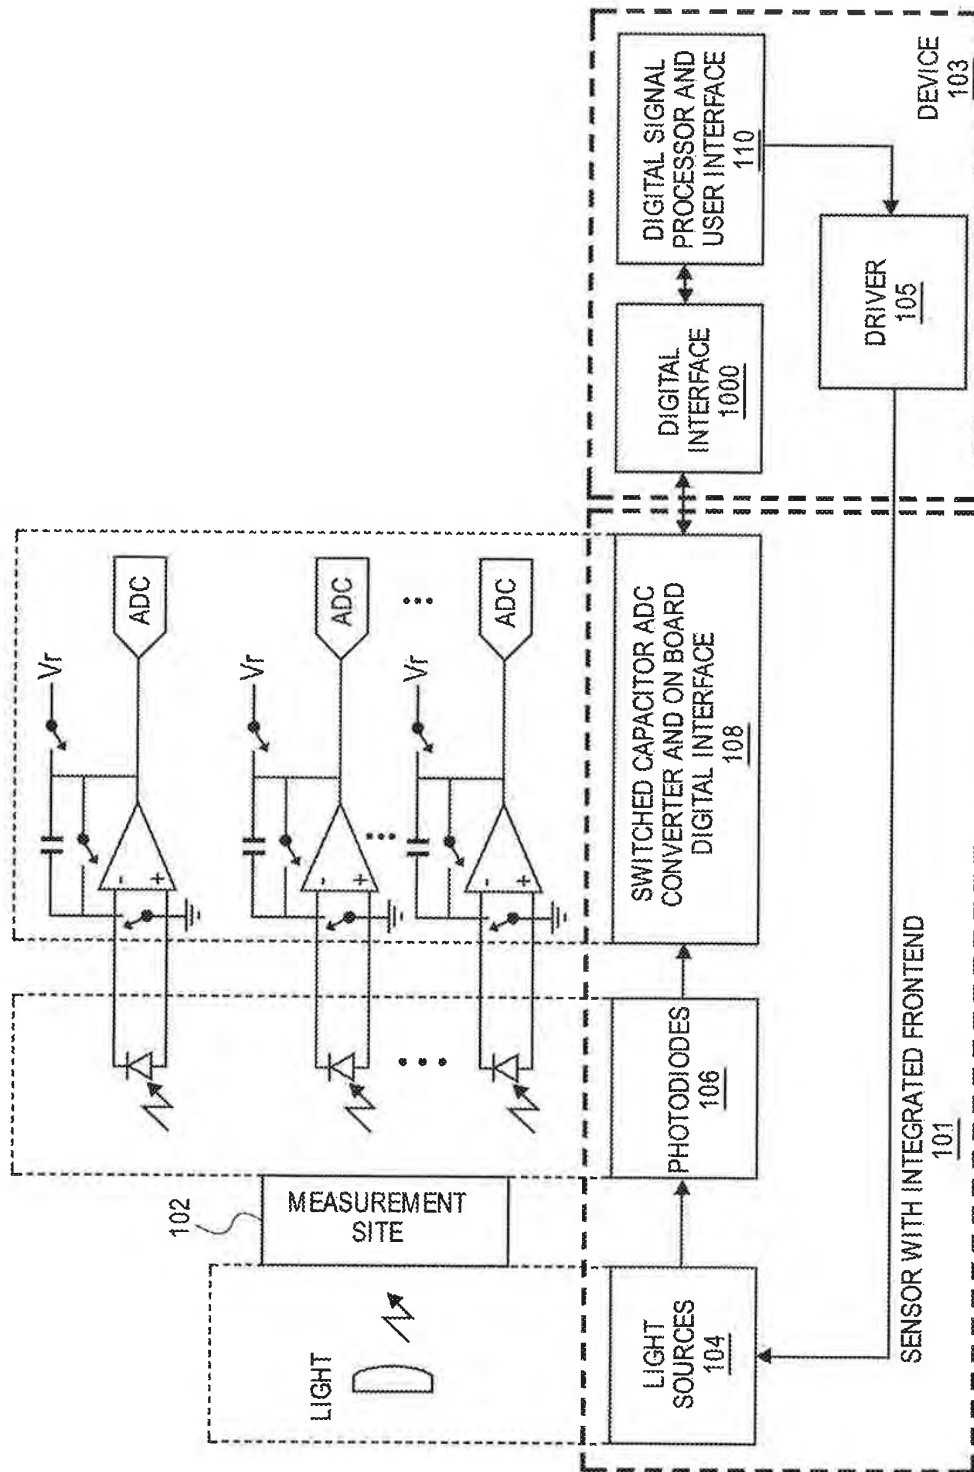 LIGHT
102
MEASUREMENT
SITE
Vr
ADC
-
+
Vr
ADC
-
+
Vr
ADC
-
+
LIGHT
SOURCES
104
PHOTODIODES
106
SWITCHED CAPACITOR ADC
CONVERTER AND ON BOARD
DIGITAL INTERFACE
108
DIGITAL
INTERFACE
1000
DIGITAL SIGNAL
PROCESSOR AND
USER INTERFACE
110
DRIVER
105
DEVICE
103
SENSOR WITH INTEGRATED FRONTEND
101